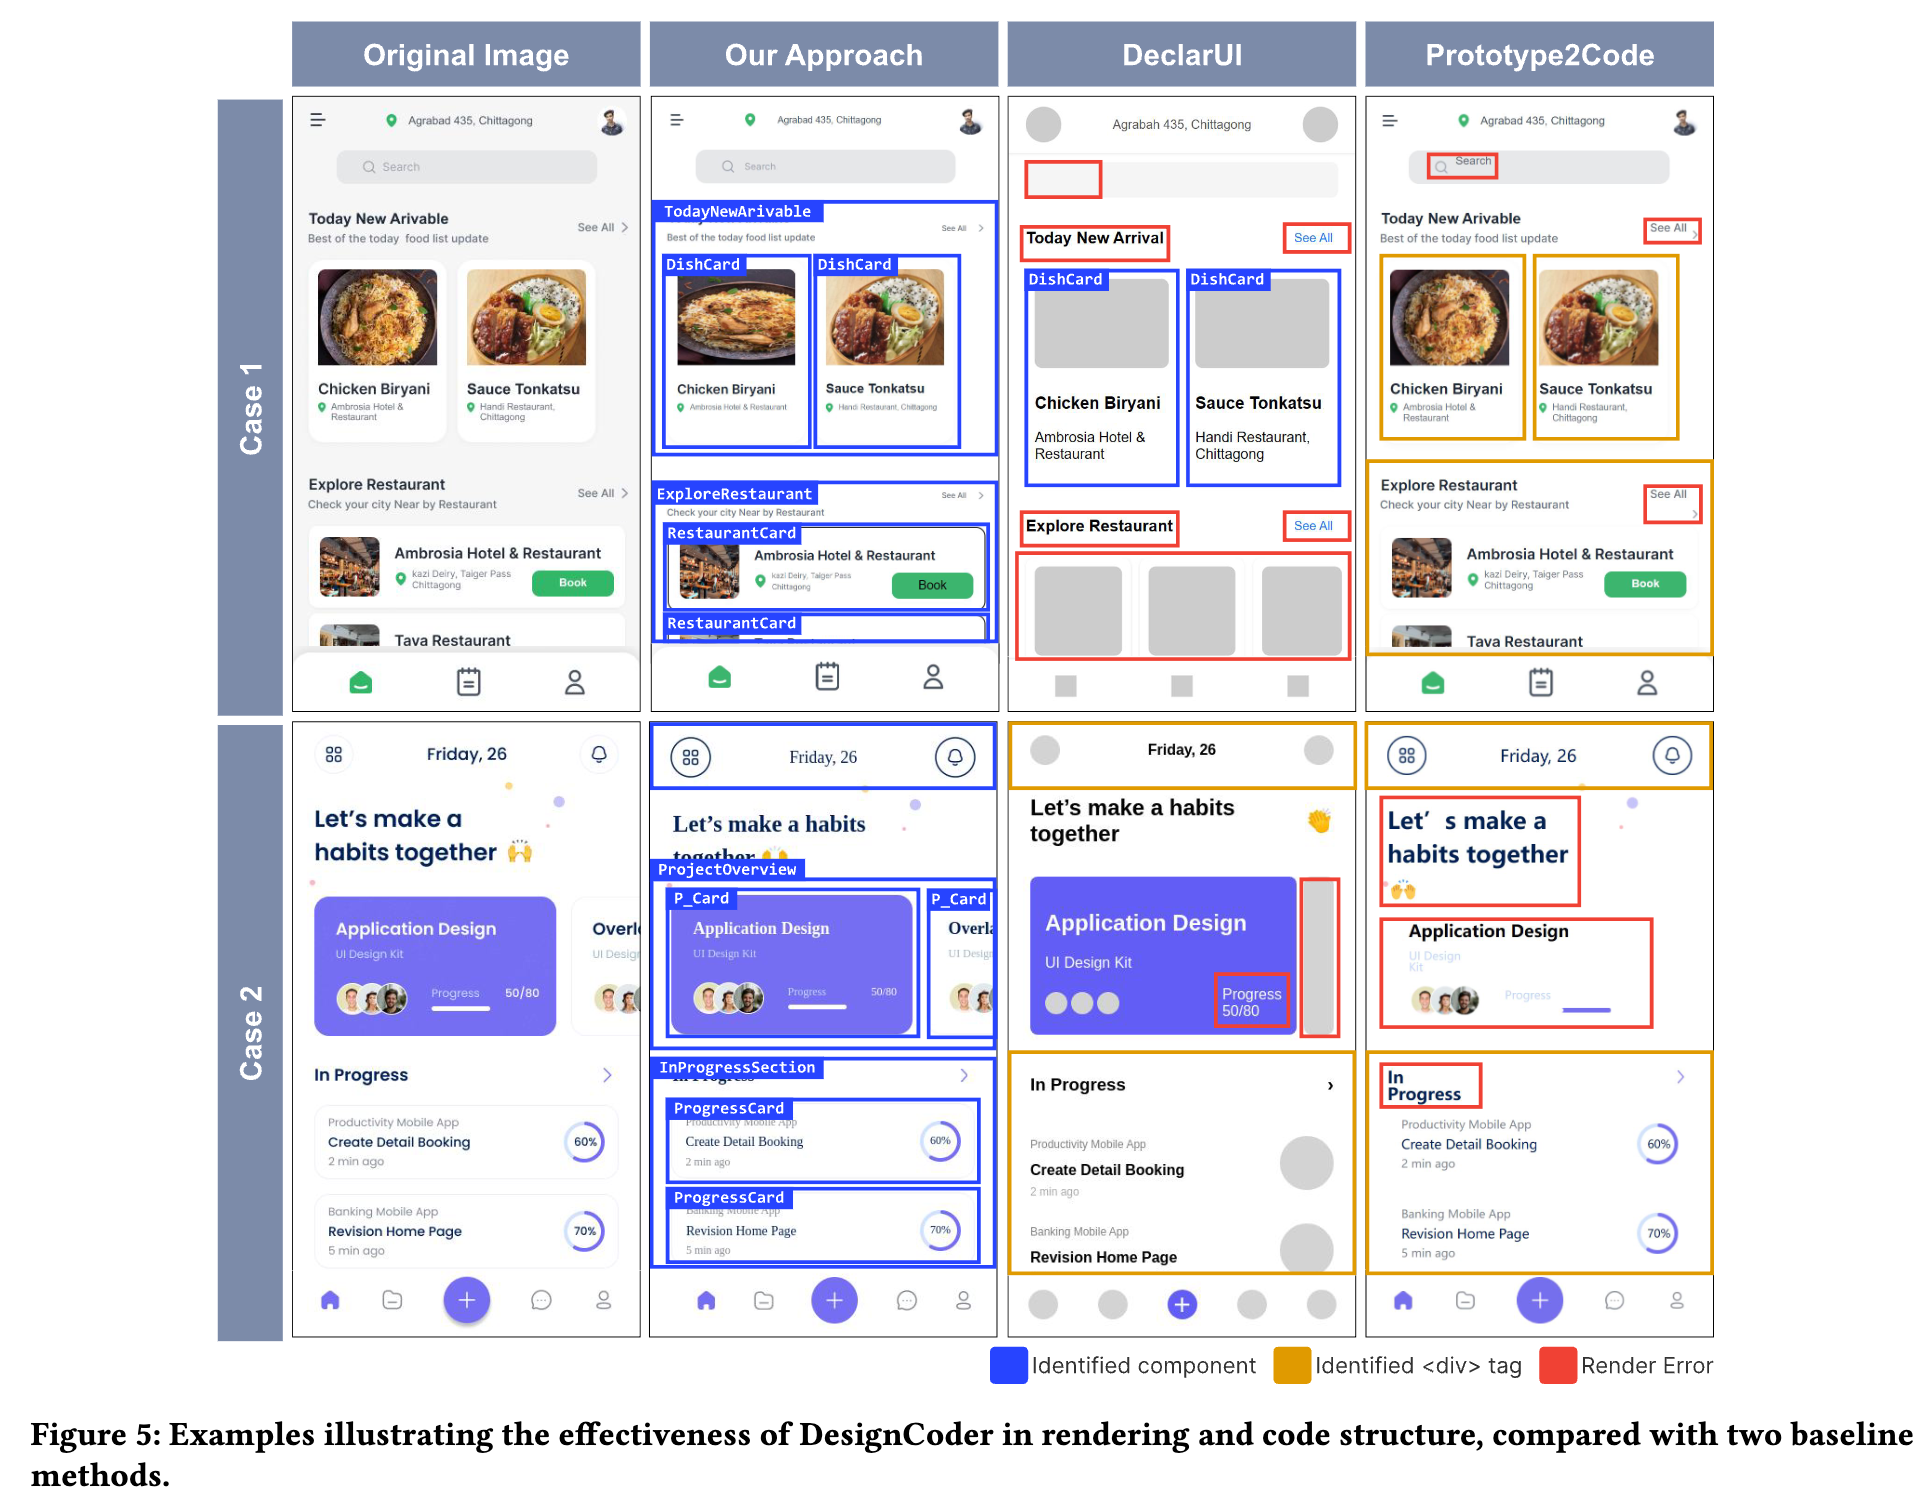 Original Image
Our Approach
DeclarUI
Prototype2Code
Case 1
Agrabad 435, Chittagong
Search
Today New Arivable
Best of the today food list update
See All
Chicken Biryani
Ambrosia Hotel &
Restaurant
Sauce Tonkatsu
Handi Restaurant,
Chittagong
Explore Restaurant
Check your city Near by Restaurant
See All
Ambrosia Hotel & Restaurant
kazi Deiry, Taiger Pass
Chittagong
Book
Tava Restaurant
Agrabad 435, Chittagong
Search
TodayNewArivable
Best of the today food list update
See All
DishCard
DishCard
Chicken Biryani
Ambrosia Hotel & Restaurant
Sauce Tonkatsu
Handi Restaurant, Chittagong
ExploreRestaurant
See All
Check your city Near by Restaurant
RestaurantCard
Ambrosia Hotel & Restaurant
kazi Deiry, Taiger Pass
Chittagong
Book
RestaurantCard
Agrabah 435, Chittagong
Today New Arrival
See All
DishCard
DishCard
Chicken Biryani
Ambrosia Hotel &
Restaurant
Sauce Tonkatsu
Handi Restaurant,
Chittagong
Explore Restaurant
See All
Agrabad 435, Chittagong
Search
Today New Arivable
Best of the today food list update
See All
Chicken Biryani
Ambrosia Hotel &
Restaurant
Sauce Tonkatsu
Handi Restaurant,
Chittagong
Explore Restaurant
Check your city Near by Restaurant
See All
Ambrosia Hotel & Restaurant
kazi Deiry, Taiger Pass
Chittagong
Book
Tava Restaurant
Case 2
Friday, 26
Let's make a
habits together
Application Design
UI Design Kit
Progress
50/80
Overl
UI Design
In Progress
Productivity Mobile App
Create Detail Booking
2 min ago
60%
Banking Mobile App
Revision Home Page
5 min ago
70%
Friday, 26
Let's make a habits
together
ProjectOverview
P_Card
Application Design
UI Design Kit
Progress
50/80
P_Card
Overla
UI Design
InProgressSection
In Progress
ProgressCard
Productivity Mobile App
Create Detail Booking
2 min ago
60%
ProgressCard
Banking Mobile App
Revision Home Page
5 min ago
70%
Friday, 26
Let's make a habits
together
Application Design
UI Design Kit
Progress
50/80
In Progress
Productivity Mobile App
Create Detail Booking
2 min ago
Banking Mobile App
Revision Home Page
Friday, 26
Let' s make a
habits together
Application Design
UI Design
Kit
Progress
In
Progress
Productivity Mobile App
Create Detail Booking
2 min ago
60%
Banking Mobile App
Revision Home Page
5 min ago
70%
Identified component
Identified <div> tag
Render Error
Figure 5: Examples illustrating the effectiveness of DesignCoder in rendering and code structure, compared with two baseline
methods.